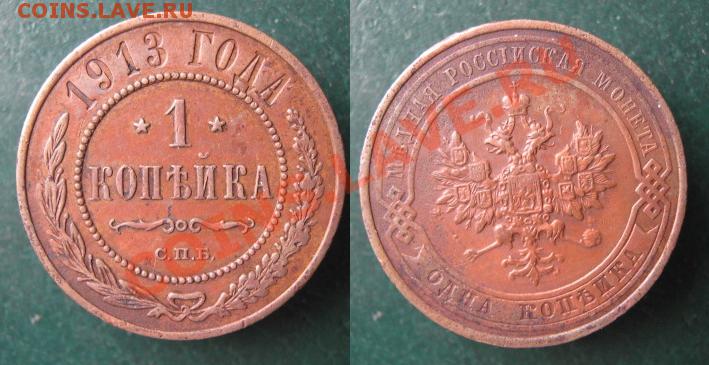 COINS.LAVE.RU
1913 ГОДА
1
КОПѢЙКА
С.П.Б.
МѢДНАЯ РОССІЙСКАЯ МОНЕТА
ОДНА КОПѢЙКА